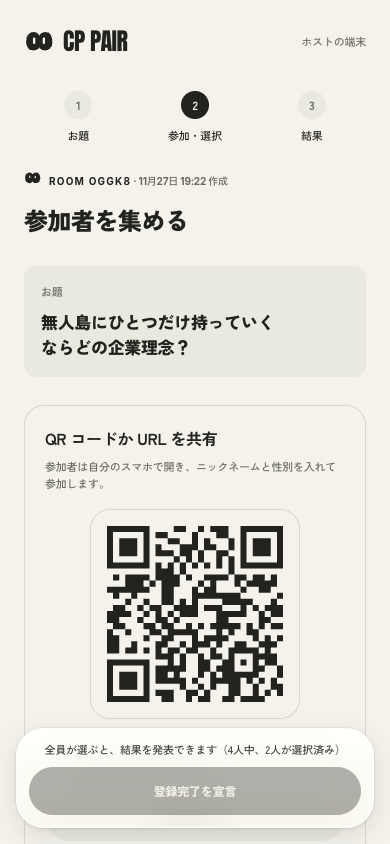 CP PAIR
ホストの端末
1
2
3
お題
参加・選択
結果
ROOM OGGK8 · 11月27日 19:22 作成
参加者を集める
お題
無人島にひとつだけ持っていく
ならどの企業理念？
QR コードか URL を共有
参加者は自分のスマホで開き、ニックネームと性別を入れて
参加します。
全員が選ぶと、結果を発表できます（4人中、2人が選択済み）
登録完了を宣言